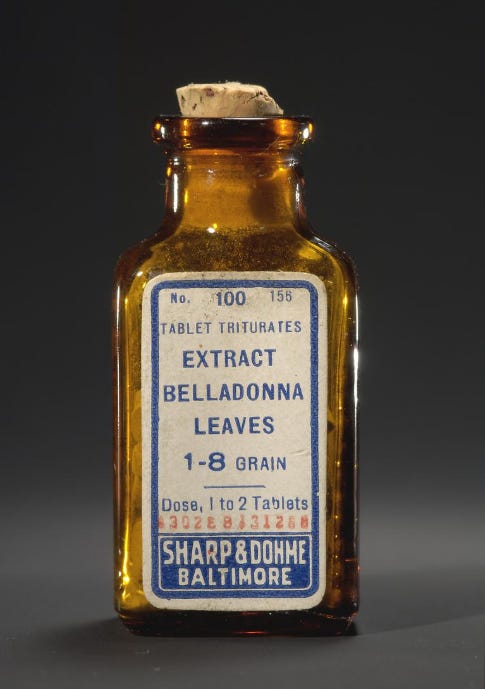 No. 100 156
TABLET TRITURATES
EXTRACT
BELLADONNA
LEAVES
1-8 GRAIN
Dose, 1 to 2 Tablets
SHARP & DOHME
BALTIMORE